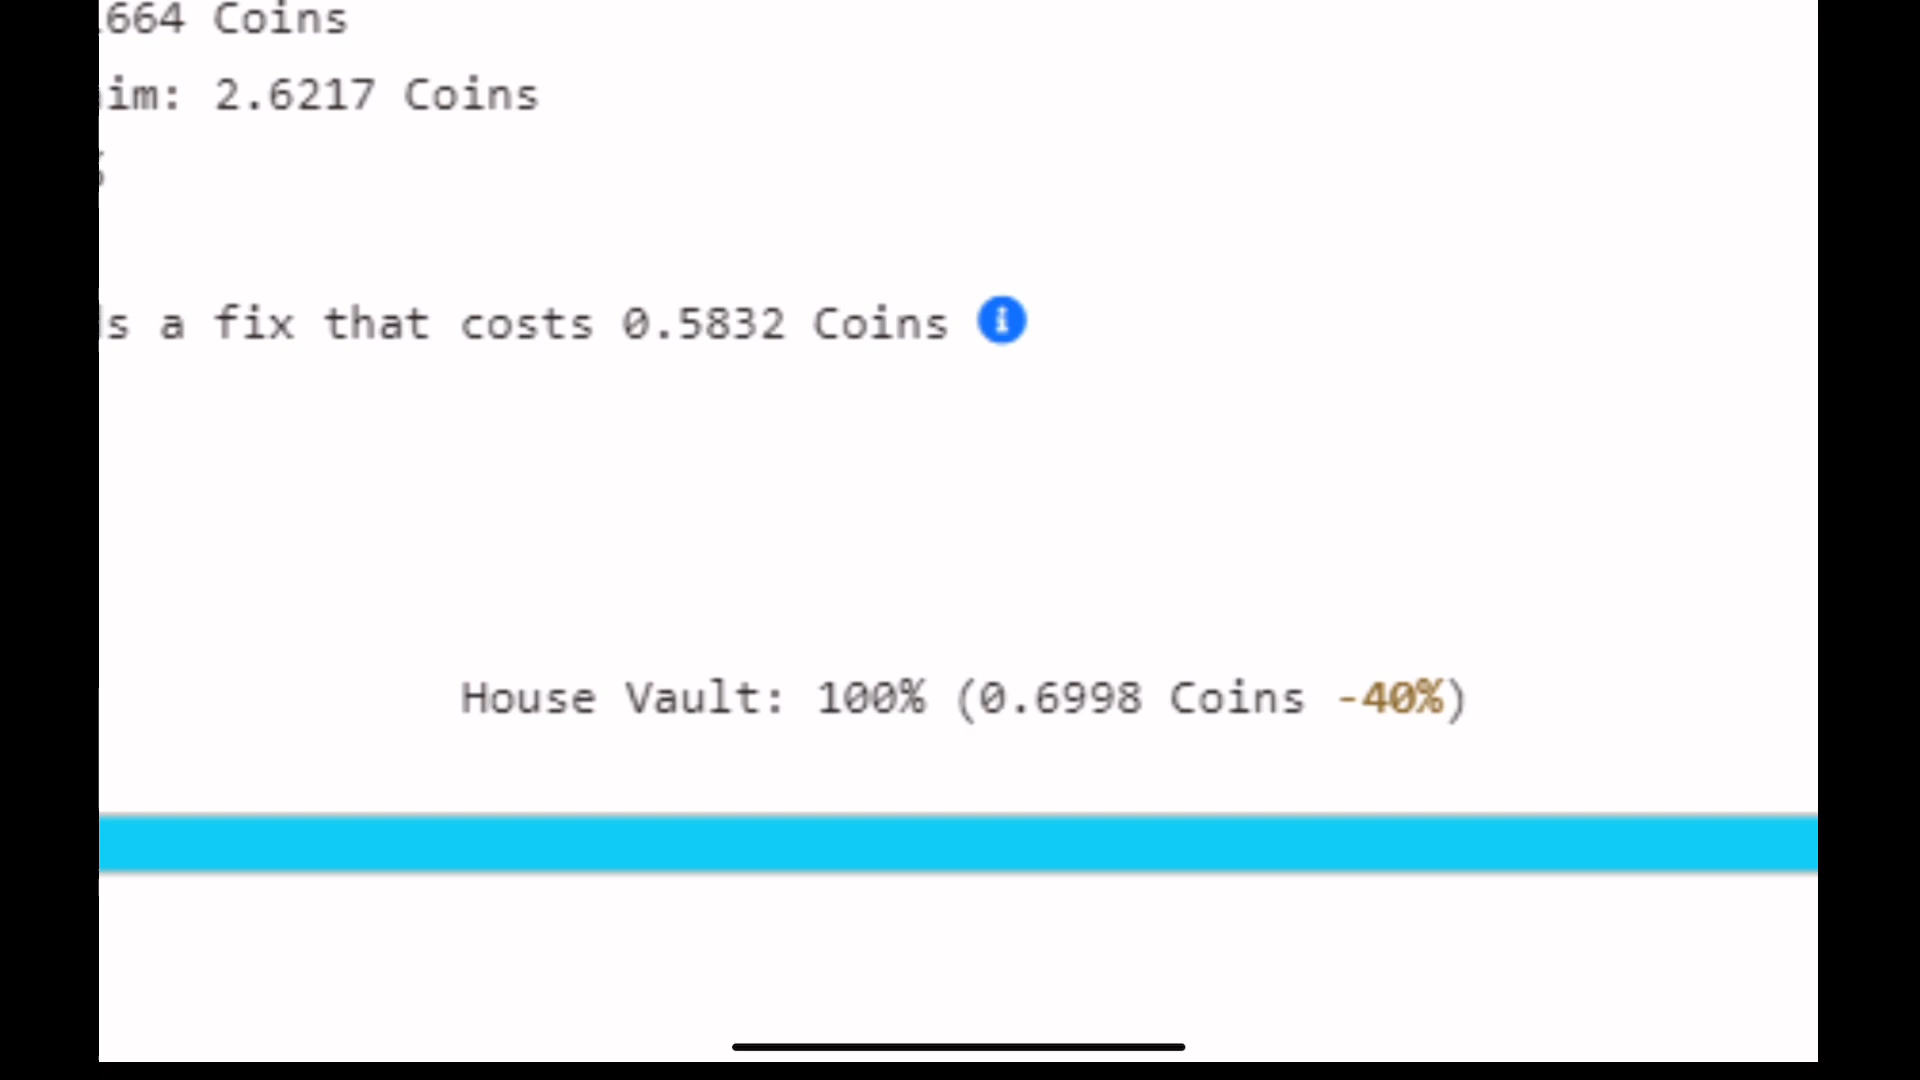 664 Coins
im: 2.6217 Coins
s a fix that costs 0.5832 Coins
House Vault: 100% (0.6998 Coins -40%)